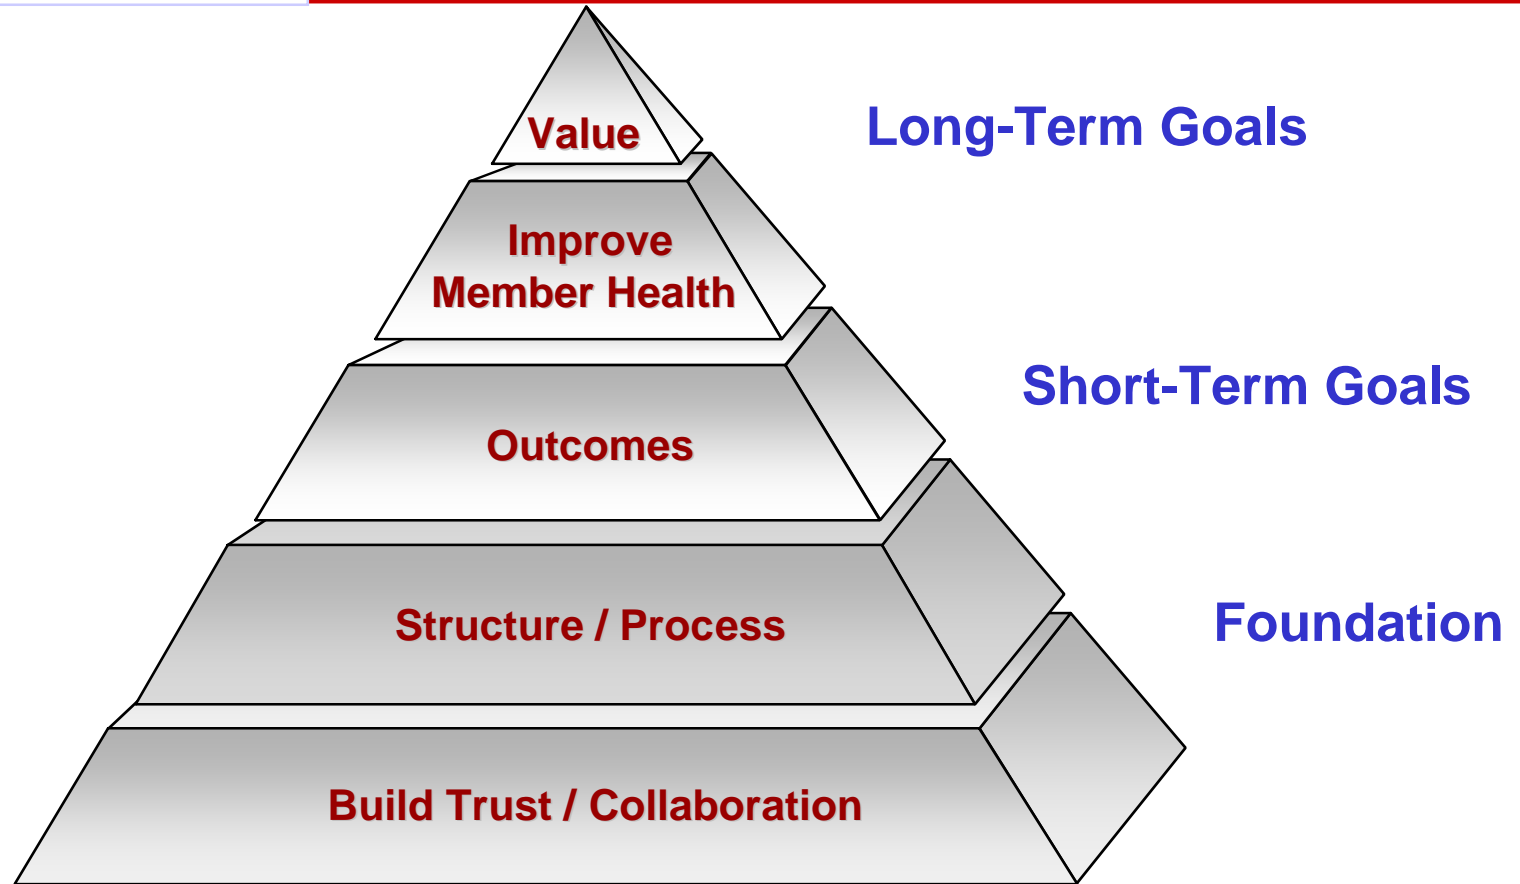 Value
Long-Term Goals
Improve
Member Health
Short-Term Goals
Outcomes
Structure / Process
Foundation
Build Trust / Collaboration